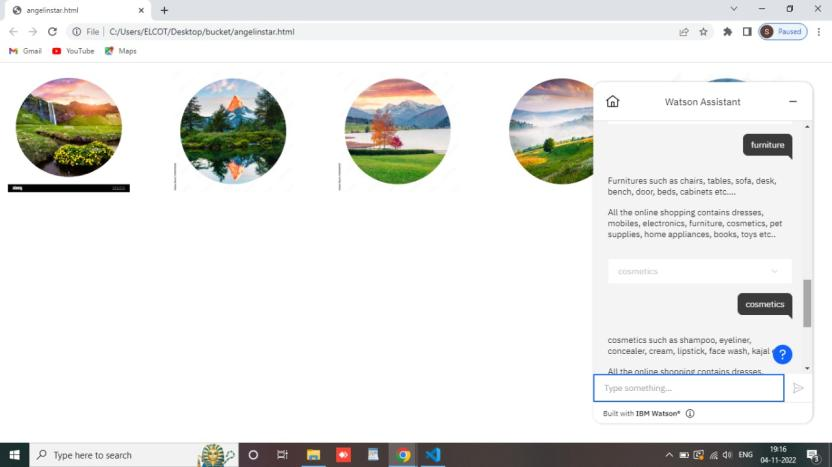 angelinstar.html
File
C:/Users/ELCOT/Desktop/bucket/angelinstar.html
S
Paused
Gmail
YouTube
Maps
Watson Assistant
furniture
Furnitures such as chairs, tables, sofa, desk,
bench, door, beds, cabinets etc....
All the online shopping contains dresses,
mobiles, electronics, furniture, cosmetics, pet
supplies, home appliances, books, toys etc..
cosmetics
cosmetics
cosmetics such as shampoo, eyeliner,
concealer, cream, lipstick, face wash, kajal
?
All the online shopping contains dresses,
Type something...
Built with IBM Watson®
Type here to search
ENG
19:16
04-11-2022
3